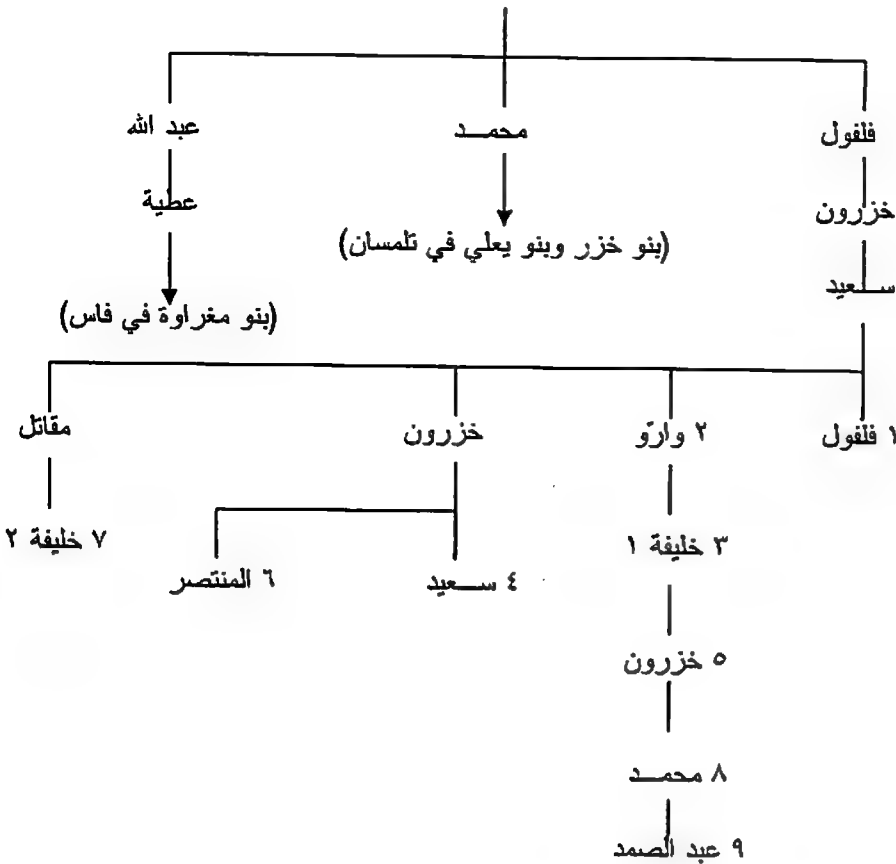 فلفول محمد عبد الله
خزرون عطية
(بنو خزر وبنو يعلي في تلمسان)
سعيد (بنو مغراوة في فاس)
١ فلفول ٢ وارّو خزرون مقاتل
٣ خليفة ١ ٧ خليفة ٢
٤ سعيد ٦ المنتصر
٥ خزرون
٨ محمد
٩ عبد الصمد